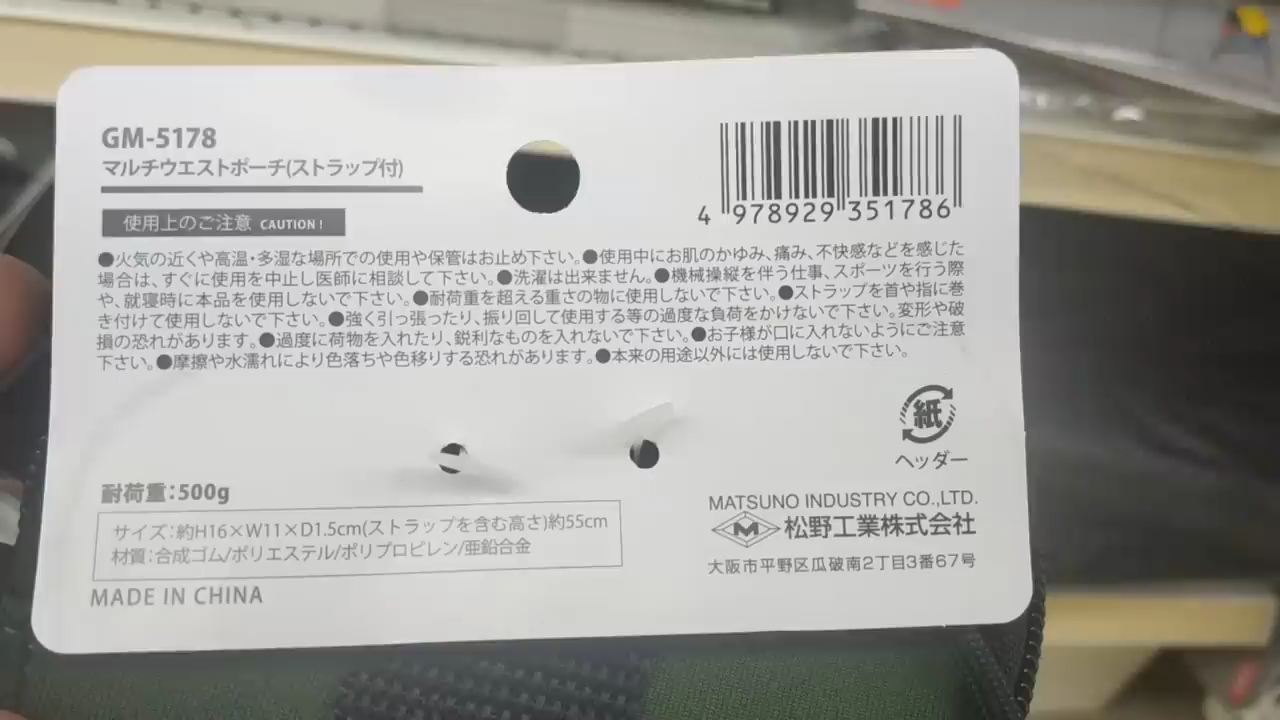 GM-5178
マルチウエストポーチ(ストラップ付)
使用上のご注意 CAUTION !
4 978929 351786
●火気の近くや高温・多湿な場所での使用や保管はお止め下さい。●使用中にお肌のかゆみ、痛み、不快感などを感じた
場合は、すぐに使用を中止し医師に相談して下さい。●洗濯は出来ません。●機械操縦を伴う仕事、スポーツを行う際
や、就寝時に本品を使用しないで下さい。●耐荷重を超える重さの物に使用しないで下さい。●ストラップを首や指に巻
き付けて使用しないで下さい。●強く引っ張ったり、振り回して使用する等の過度な負荷をかけないで下さい。変形や破
損の恐れがあります。●過度に荷物を入れたり、鋭利なものを入れないで下さい。●お子様が口に入れないようにご注意
下さい。●摩擦や水濡れにより色落ちや色移りする恐れがあります。●本来の用途以外には使用しないで下さい。
紙
ヘッダー
耐荷重:500g
サイズ:約H16×W11×D1.5cm(ストラップを含む高さ)約55cm
材質:合成ゴム/ポリエステル/ポリプロピレン/亜鉛合金
MADE IN CHINA
MATSUNO INDUSTRY CO.,LTD.
M 松野工業株式会社
大阪市平野区瓜破南2丁目3番67号